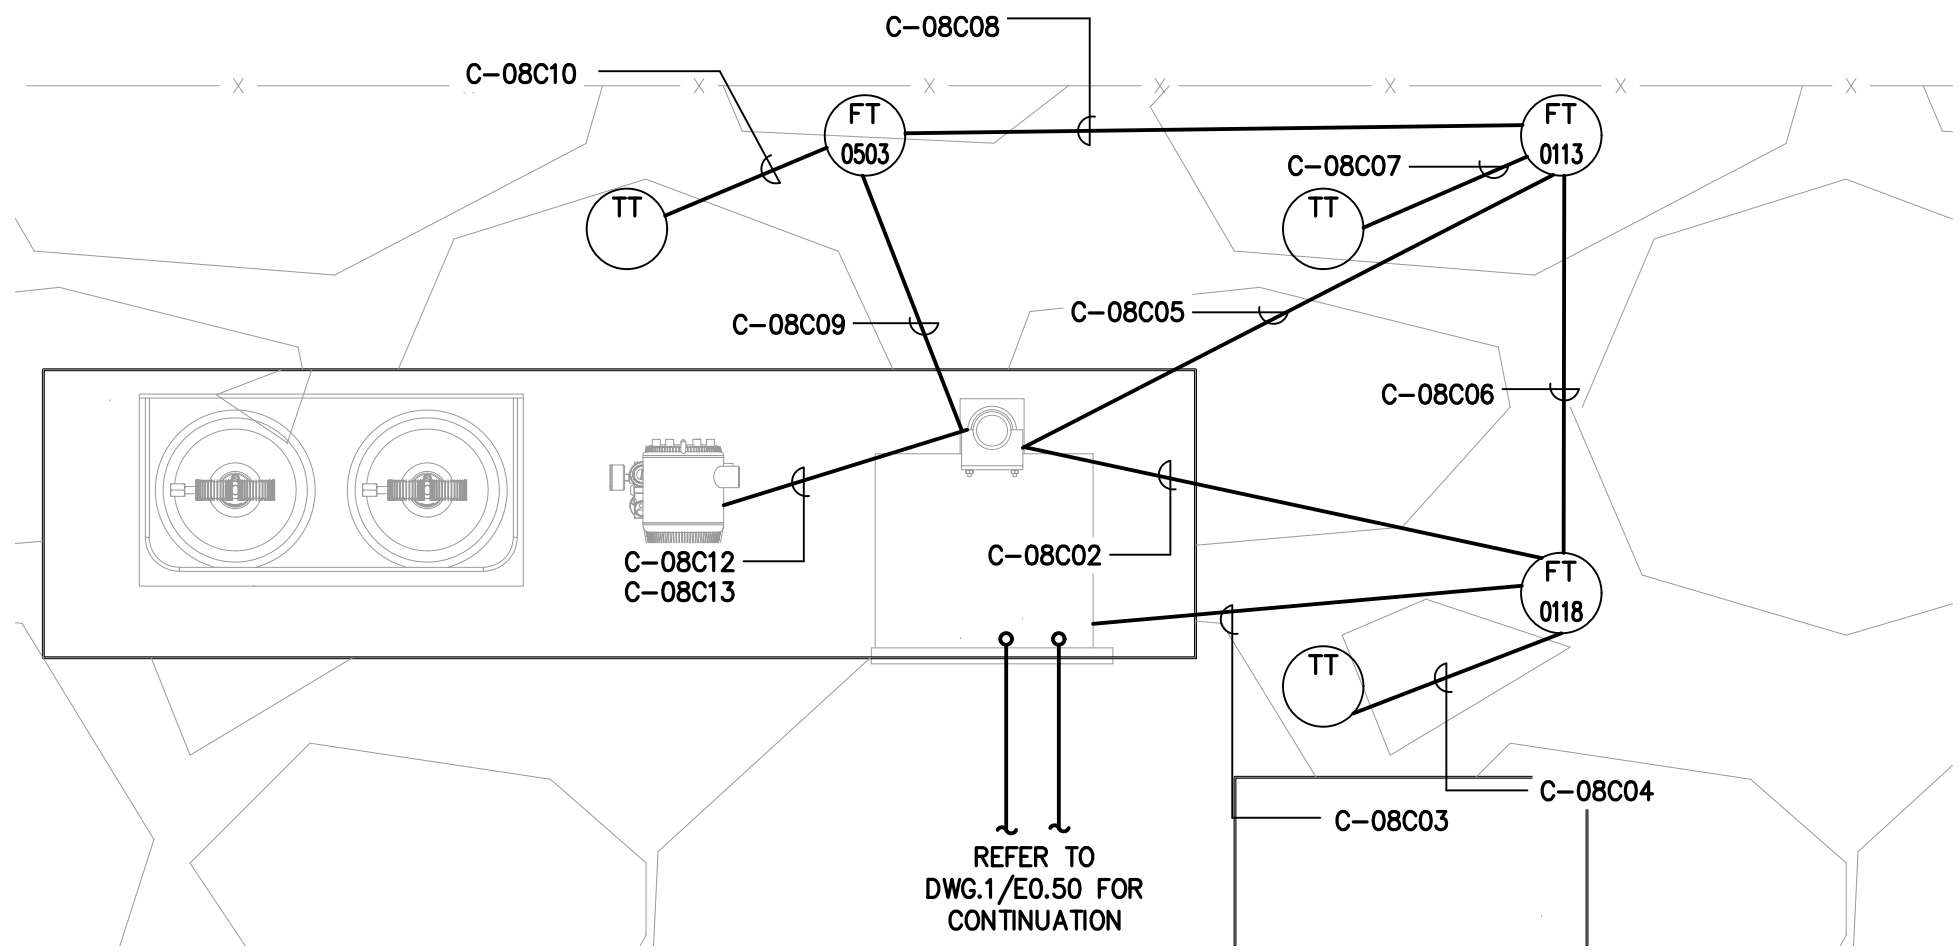 C-08C08
C-08C10
FT
0503
FT
0113
C-08C07
TT
TT
C-08C09
C-08C05
C-08C06
C-08C12
C-08C13
C-08C02
FT
0118
TT
C-08C04
C-08C03
REFER TO
DWG.1/E0.50 FOR
CONTINUATION